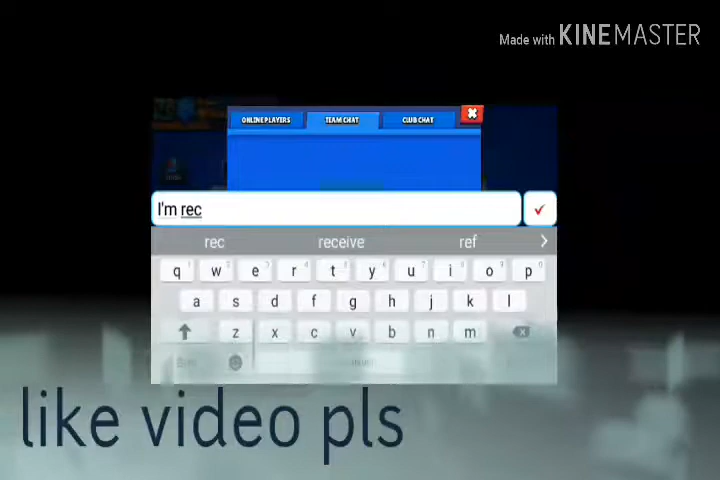 Made with KINEMASTER
ONLINE PLAYERS TEAM CHAT CLUB CHAT
I'm rec
rec receive ref
q w e r t y u i o p
a s d f g h j k l
z x c v b n m
like video pls